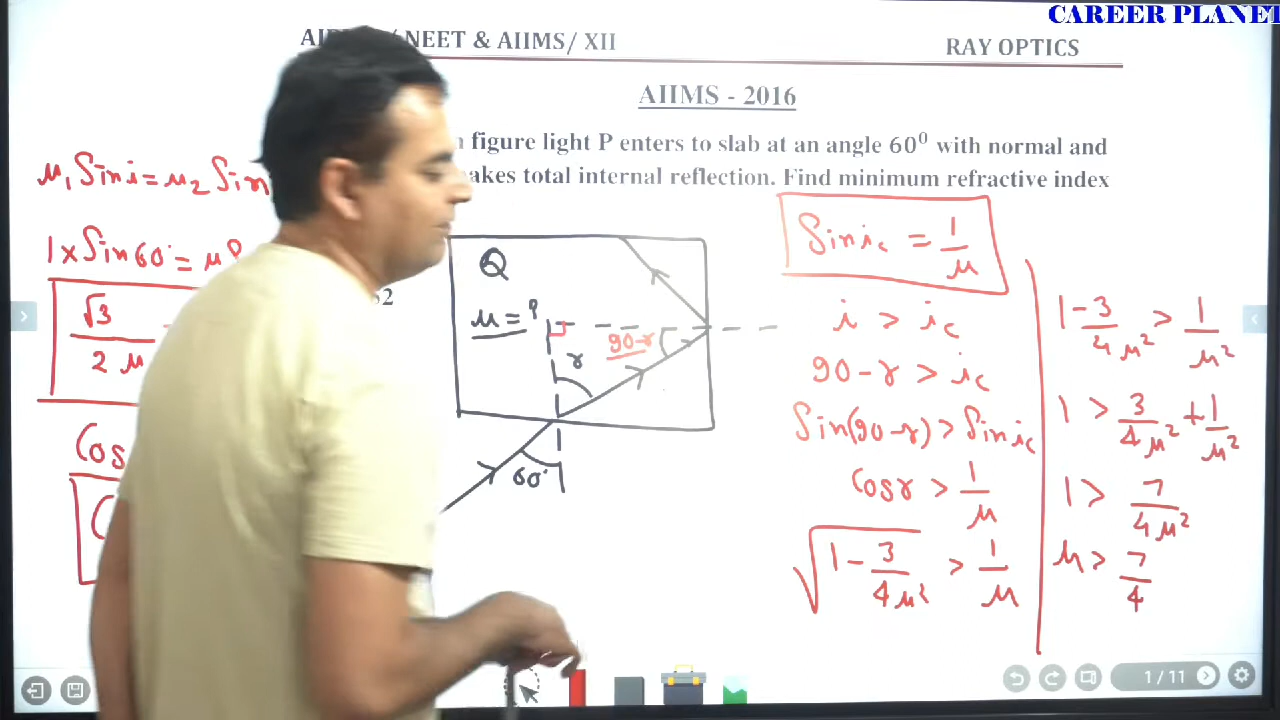 CAREER PLANE
NEET & AIIMS/ XII
RAY OPTICS
AIIMS - 2016
figure light P enters to slab at an angle 60⁰ with normal and
akes total internal reflection. Find minimum refractive index
μ₁ Sin i = μ₂ Sin
1 x Sin 60° = μ
√3
2 μ
Cos
Q
μ = ?
90-r
r
60°
Sin i꜀ = 1/μ
i > i꜀
90 - r > i꜀
Sin(90-r) > Sin i꜀
Cos r > 1/μ
√(1 - 3/4μ²) > 1/μ
1 - 3/4μ² > 1/μ²
1 > 3/4μ² + 1/μ²
1 > 7/4μ²
μ > 7/4
1 / 11